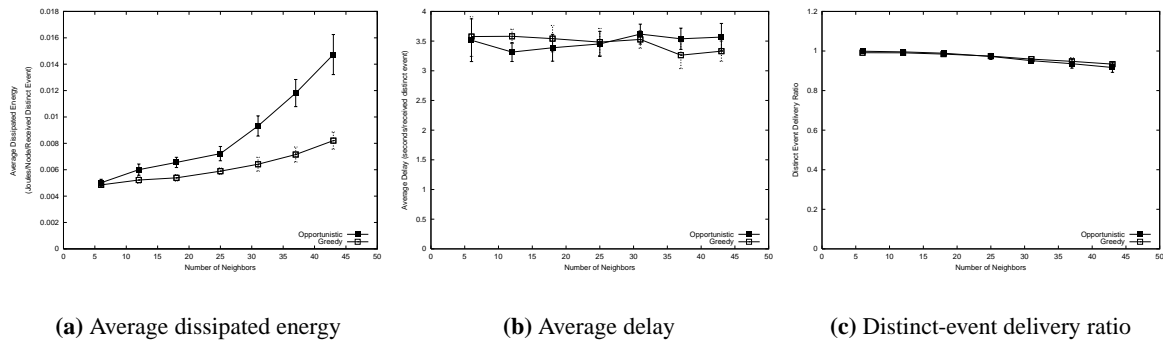 0.018
0.016
0.014
0.012
0.01
0.008
0.006
0.004
0.002
0
Average Dissipated Energy
(Joules/Node/Received Distinct Event)
0 5 10 15 20 25 30 35 40 45 50
Number of Neighbors
Opportunistic
Greedy
(a) Average dissipated energy
4
3.5
3
2.5
2
1.5
1
0.5
0
Average Delay (seconds/received distinct event)
0 5 10 15 20 25 30 35 40 45 50
Number of Neighbors
Opportunistic
Greedy
(b) Average delay
1.2
1
0.8
0.6
0.4
0.2
0
Distinct Event Delivery Ratio
0 5 10 15 20 25 30 35 40 45 50
Number of Neighbors
Opportunistic
Greedy
(c) Distinct-event delivery ratio